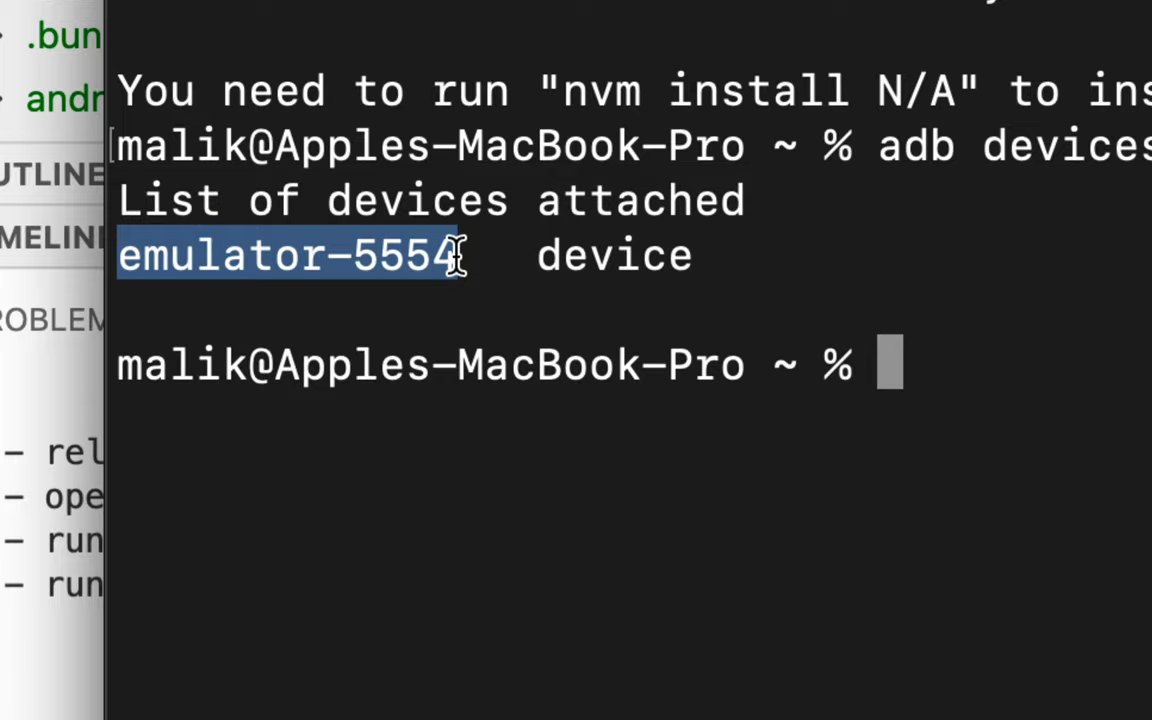 .bun
andr
UTLINE
MELIN
ROBLEM
- rel
- ope
- run
- run
You need to run "nvm install N/A" to ins
malik@Apples-MacBook-Pro ~ % adb devices
List of devices attached
emulator-5554 device
malik@Apples-MacBook-Pro ~ %